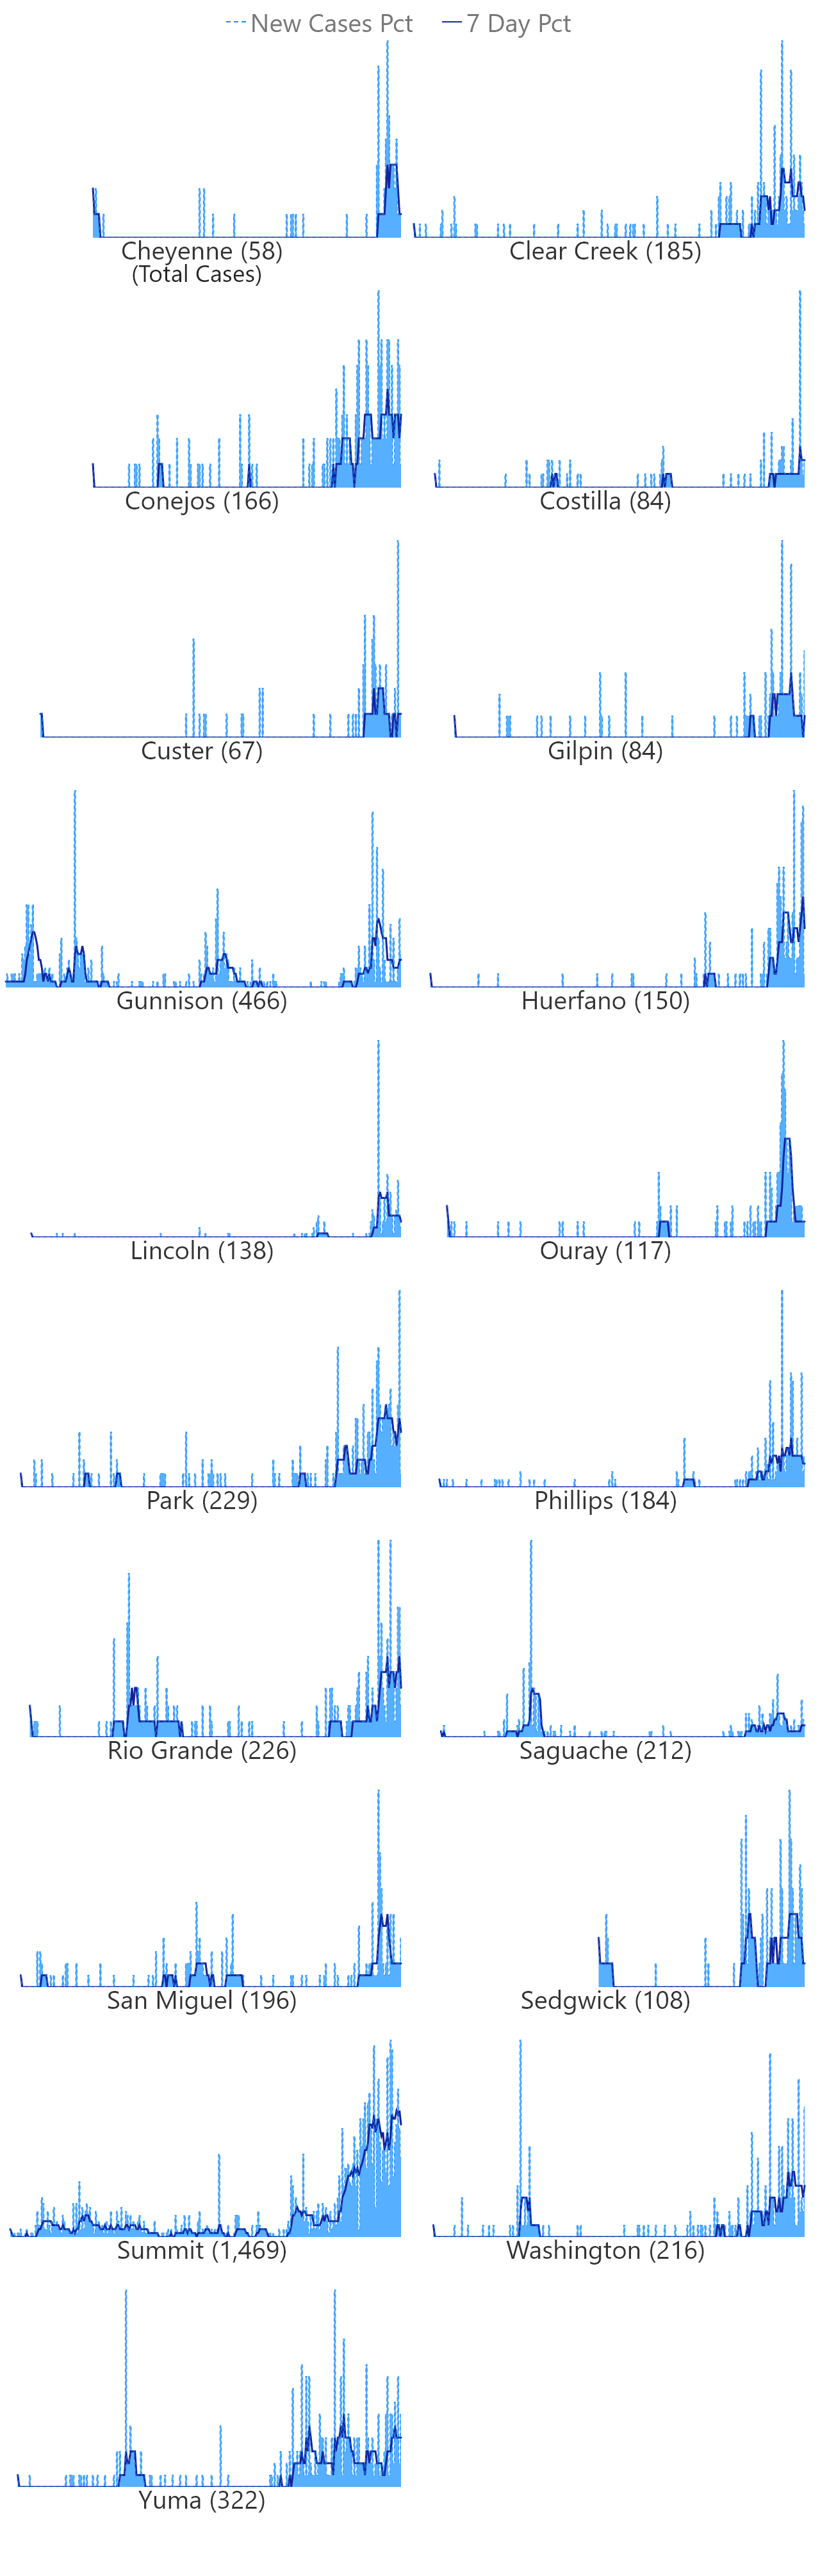 New Cases Pct 7 Day Pct
Cheyenne (58) Clear Creek (185)
(Total Cases)
Conejos (166) Costilla (84)
Custer (67) Gilpin (84)
Gunnison (466) Huerfano (150)
Lincoln (138) Ouray (117)
Park (229) Phillips (184)
Rio Grande (226) Saguache (212)
San Miguel (196) Sedgwick (108)
Summit (1,469) Washington (216)
Yuma (322)